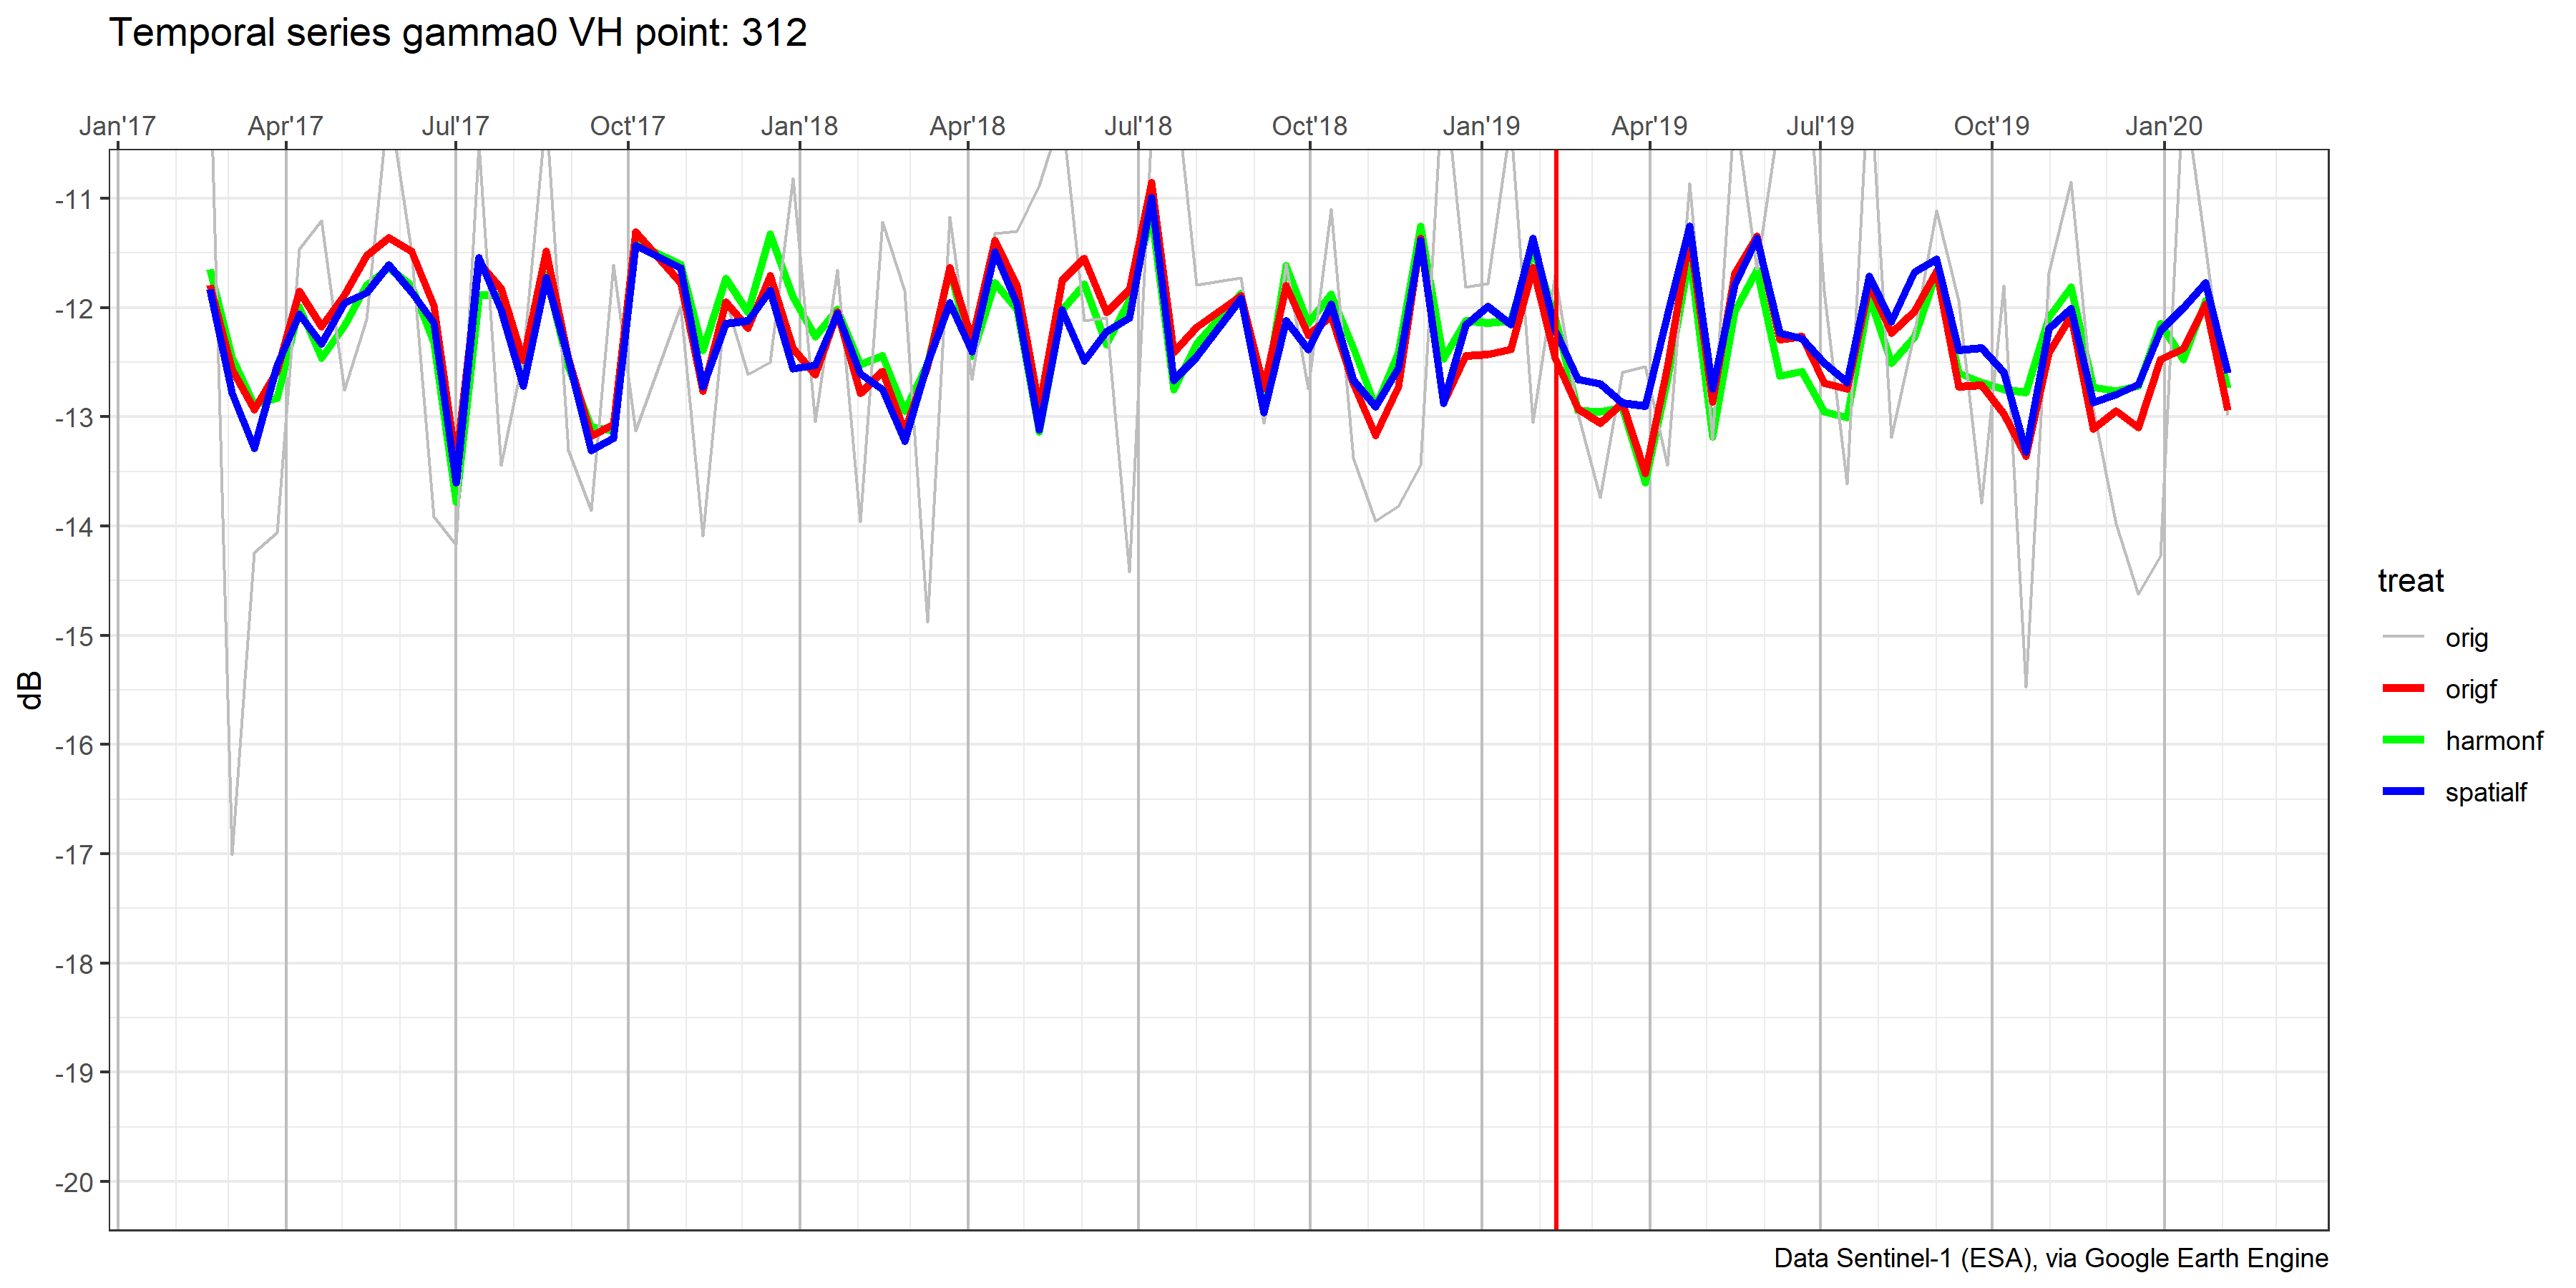 Temporal series gamma0 VH point: 312
Jan'17 Apr'17 Jul'17 Oct'17 Jan'18 Apr'18 Jul'18 Oct'18 Jan'19 Apr'19 Jul'19 Oct'19 Jan'20
-11
-12
-13
-14
-15
-16
-17
-18
-19
-20
dB
treat
orig
origf
harmonf
spatialf
Data Sentinel-1 (ESA), via Google Earth Engine